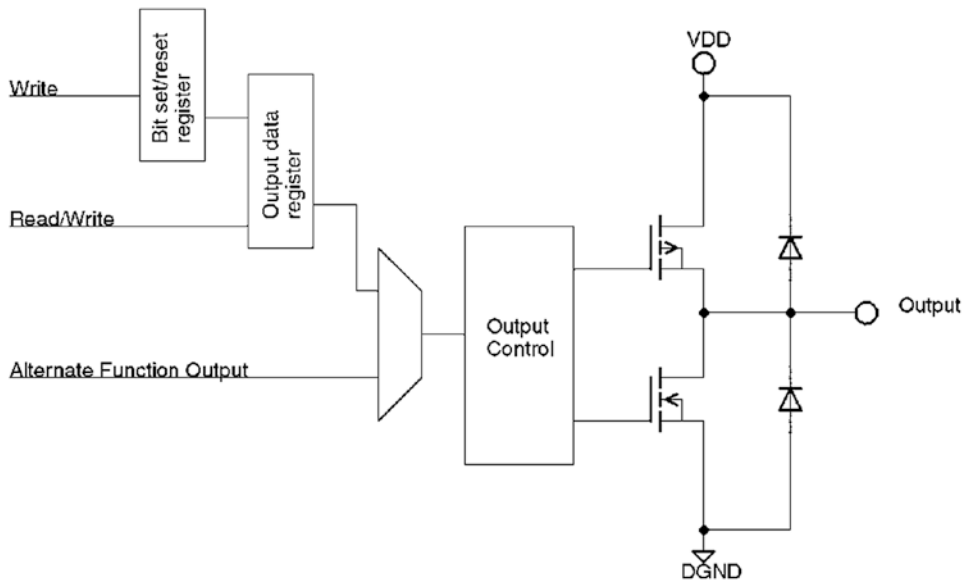 VDD
Write
Bit set/reset
register
Output data
register
Read/Write
Output
Output
Control
Alternate Function Output
DGND